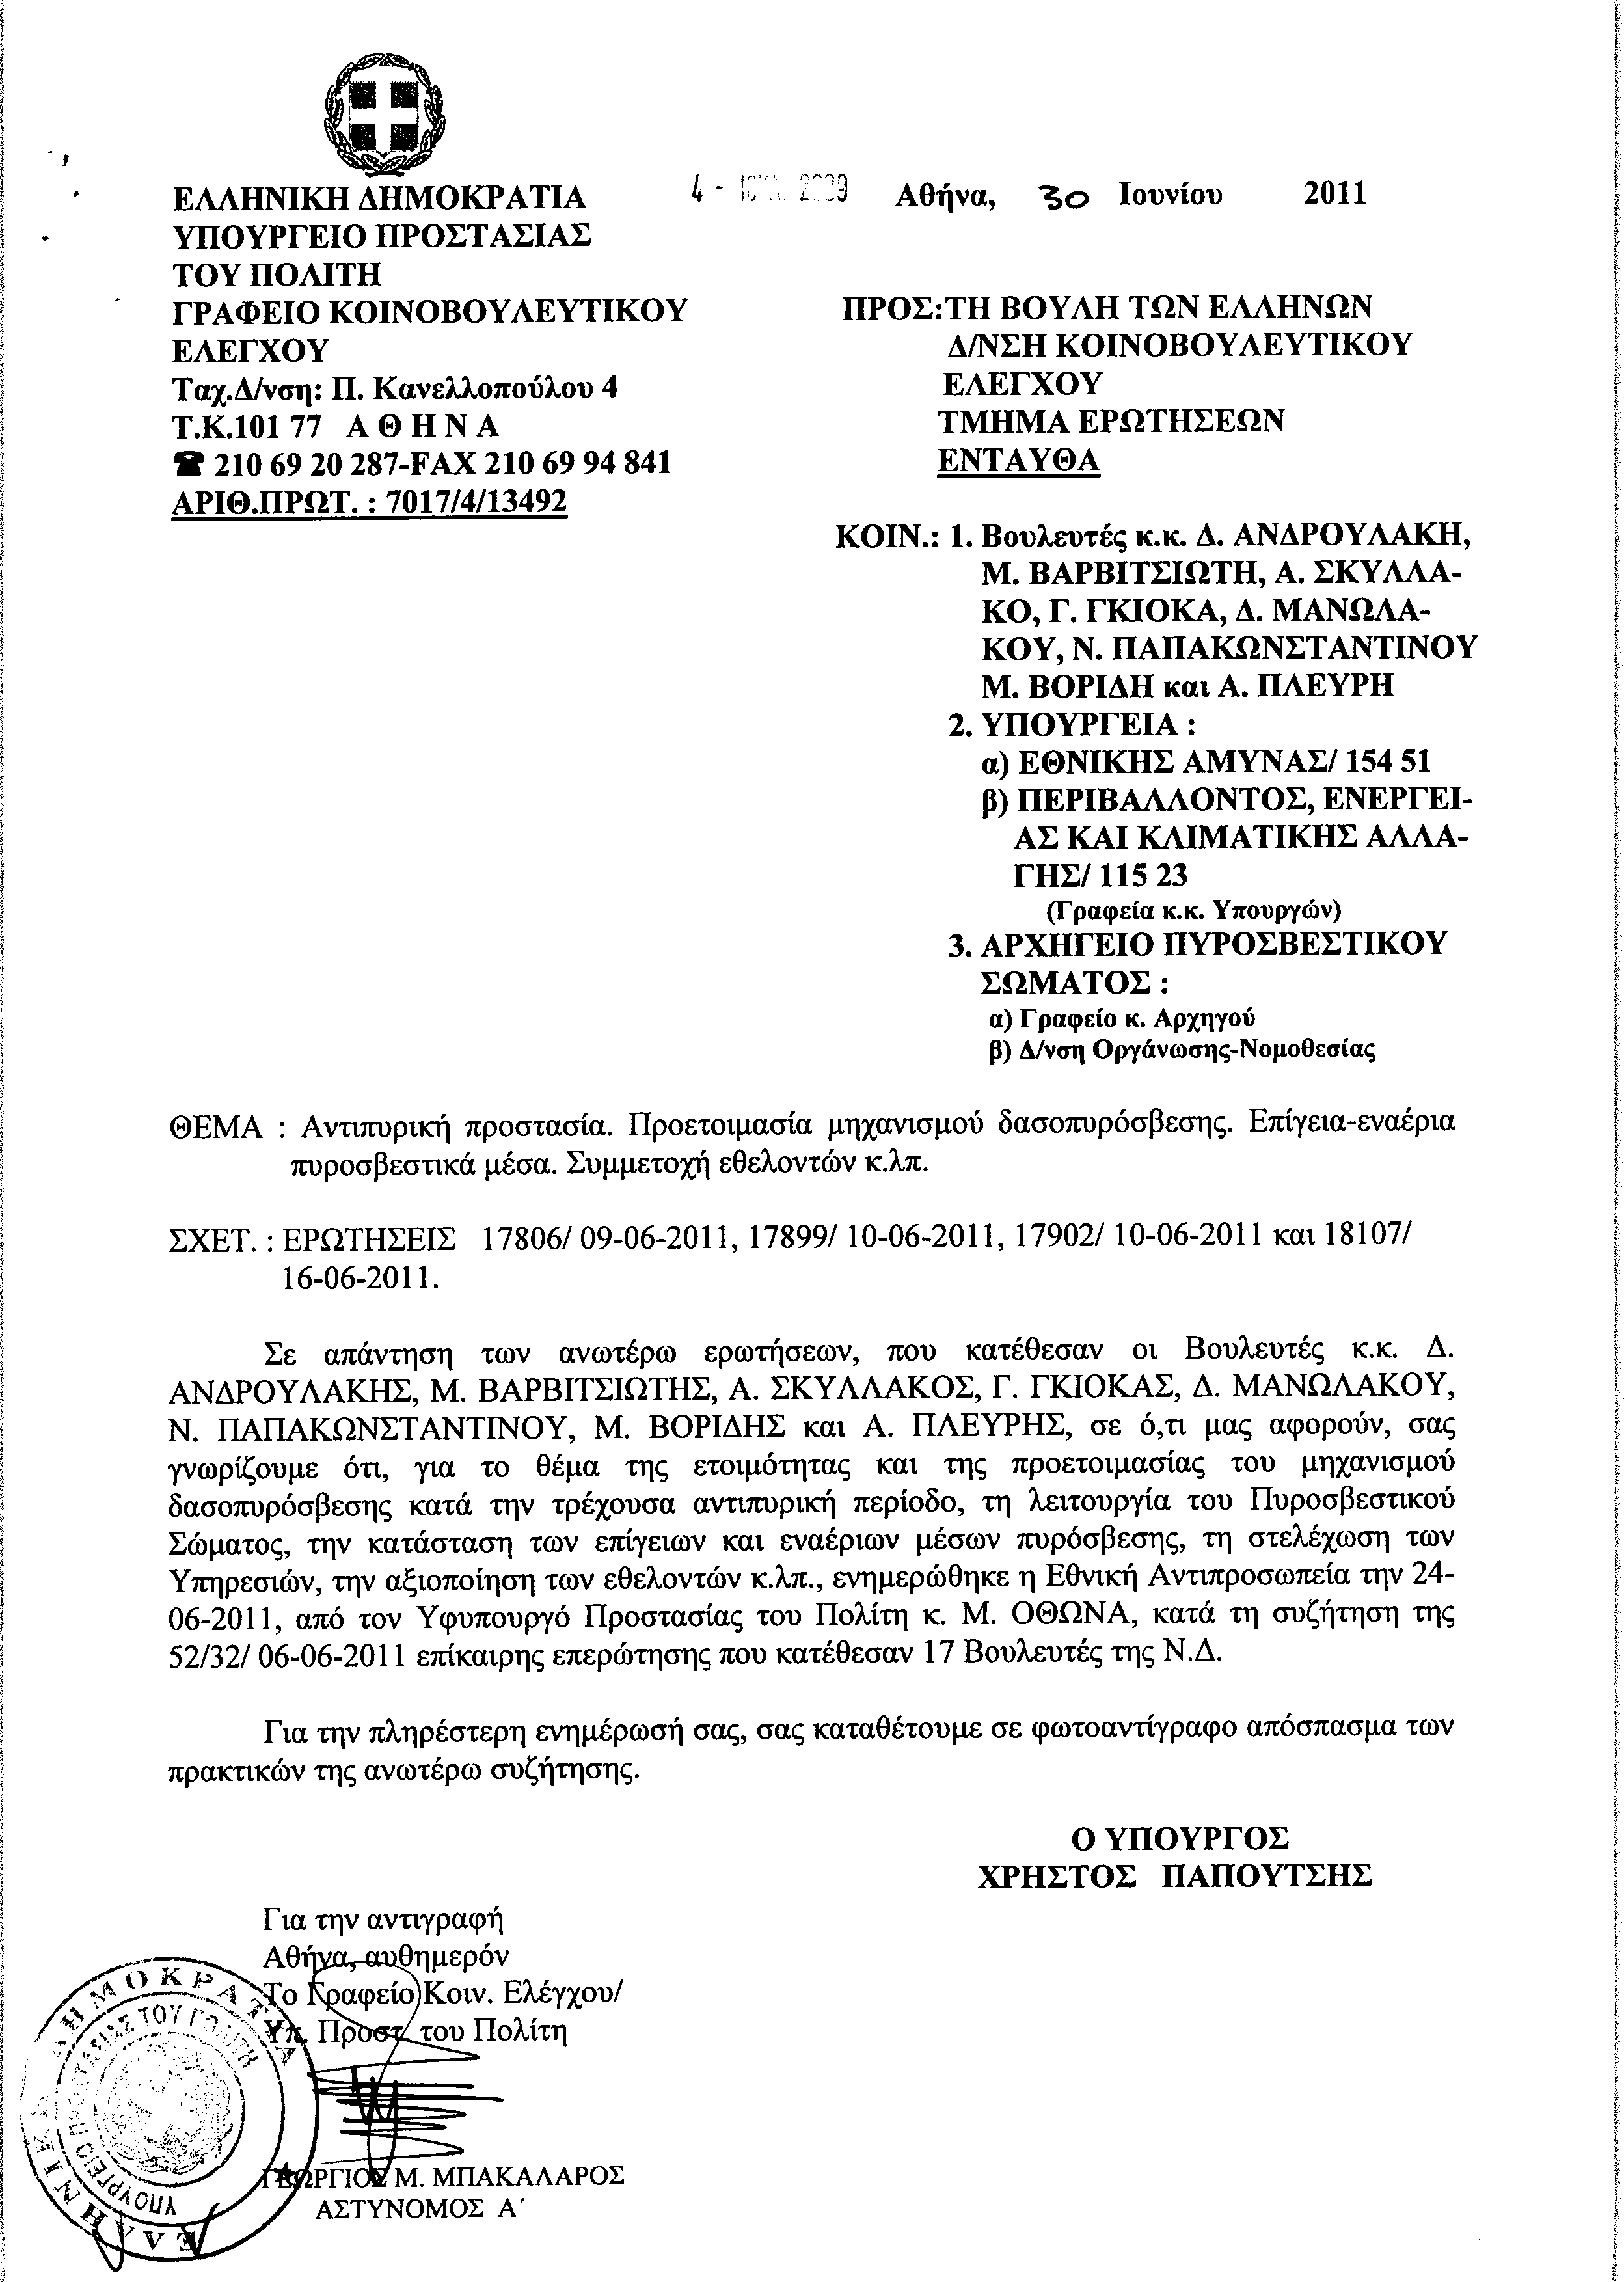 ΕΛΛΗΝΙΚΗ ΔΗΜΟΚΡΑΤΙΑ
ΥΠΟΥΡΓΕΙΟ ΠΡΟΣΤΑΣΙΑΣ
ΤΟΥ ΠΟΛΙΤΗ
ΓΡΑΦΕΙΟ ΚΟΙΝΟΒΟΥΛΕΥΤΙΚΟΥ
ΕΛΕΓΧΟΥ
Ταχ.Δ/νση: Π. Κανελλοπούλου 4
Τ.Κ.101 77 Α Θ Η Ν Α
☎ 210 69 20 287-FAX 210 69 94 841
ΑΡΙΘ.ΠΡΩΤ. : 7017/4/13492
4 - 2009
Αθήνα, 30 Ιουνίου 2011
ΠΡΟΣ:ΤΗ ΒΟΥΛΗ ΤΩΝ ΕΛΛΗΝΩΝ
Δ/ΝΣΗ ΚΟΙΝΟΒΟΥΛΕΥΤΙΚΟΥ
ΕΛΕΓΧΟΥ
ΤΜΗΜΑ ΕΡΩΤΗΣΕΩΝ
ΕΝΤΑΥΘΑ
ΚΟΙΝ.: 1. Βουλευτές κ.κ. Δ. ΑΝΔΡΟΥΛΑΚΗ,
Μ. ΒΑΡΒΙΤΣΙΩΤΗ, Α. ΣΚΥΛΛΑ-
ΚΟ, Γ. ΓΚΙΟΚΑ, Δ. ΜΑΝΩΛΑ-
ΚΟΥ, Ν. ΠΑΠΑΚΩΝΣΤΑΝΤΙΝΟΥ
Μ. ΒΟΡΙΔΗ και Α. ΠΛΕΥΡΗ
2. ΥΠΟΥΡΓΕΙΑ :
α) ΕΘΝΙΚΗΣ ΑΜΥΝΑΣ/ 154 51
β) ΠΕΡΙΒΑΛΛΟΝΤΟΣ, ΕΝΕΡΓΕΙ-
ΑΣ ΚΑΙ ΚΛΙΜΑΤΙΚΗΣ ΑΛΛΑ-
ΓΗΣ/ 115 23
(Γραφεία κ.κ. Υπουργών)
3. ΑΡΧΗΓΕΙΟ ΠΥΡΟΣΒΕΣΤΙΚΟΥ
ΣΩΜΑΤΟΣ :
α) Γραφείο κ. Αρχηγού
β) Δ/νση Οργάνωσης-Νομοθεσίας
ΘΕΜΑ : Αντιπυρική προστασία. Προετοιμασία μηχανισμού δασοπυρόσβεσης. Επίγεια-εναέρια
πυροσβεστικά μέσα. Συμμετοχή εθελοντών κ.λπ.
ΣΧΕΤ. : ΕΡΩΤΗΣΕΙΣ 17806/ 09-06-2011, 17899/ 10-06-2011, 17902/ 10-06-2011 και 18107/
16-06-2011.
Σε απάντηση των ανωτέρω ερωτήσεων, που κατέθεσαν οι Βουλευτές κ.κ. Δ.
ΑΝΔΡΟΥΛΑΚΗΣ, Μ. ΒΑΡΒΙΤΣΙΩΤΗΣ, Α. ΣΚΥΛΛΑΚΟΣ, Γ. ΓΚΙΟΚΑΣ, Δ. ΜΑΝΩΛΑΚΟΥ,
Ν. ΠΑΠΑΚΩΝΣΤΑΝΤΙΝΟΥ, Μ. ΒΟΡΙΔΗΣ και Α. ΠΛΕΥΡΗΣ, σε ό,τι μας αφορούν, σας
γνωρίζουμε ότι, για το θέμα της ετοιμότητας και της προετοιμασίας του μηχανισμού
δασοπυρόσβεσης κατά την τρέχουσα αντιπυρική περίοδο, τη λειτουργία του Πυροσβεστικού
Σώματος, την κατάσταση των επίγειων και εναέριων μέσων πυρόσβεσης, τη στελέχωση των
Υπηρεσιών, την αξιοποίηση των εθελοντών κ.λπ., ενημερώθηκε η Εθνική Αντιπροσωπεία την 24-
06-2011, από τον Υφυπουργό Προστασίας του Πολίτη κ. Μ. ΟΘΩΝΑ, κατά τη συζήτηση της
52/32/ 06-06-2011 επίκαιρης επερώτησης που κατέθεσαν 17 Βουλευτές της Ν.Δ.
Για την πληρέστερη ενημέρωσή σας, σας καταθέτουμε σε φωτοαντίγραφο απόσπασμα των
πρακτικών της ανωτέρω συζήτησης.
Ο ΥΠΟΥΡΓΟΣ
ΧΡΗΣΤΟΣ ΠΑΠΟΥΤΣΗΣ
Για την αντιγραφή
Αθήνα, αυθημερόν
Το Γραφείο Κοιν. Ελέγχου/
Υπ. Προστ. του Πολίτη
ΕΛΛΗΝΙΚΗ ΔΗΜΟΚΡΑΤΙΑ
ΥΠΟΥΡΓΕΙΟ ΠΡΟΣΤΑΣΙΑΣ ΤΟΥ ΠΟΛΙΤΗ
ΓΕΩΡΓΙΟΣ Μ. ΜΠΑΚΑΛΑΡΟΣ
ΑΣΤΥΝΟΜΟΣ Α΄